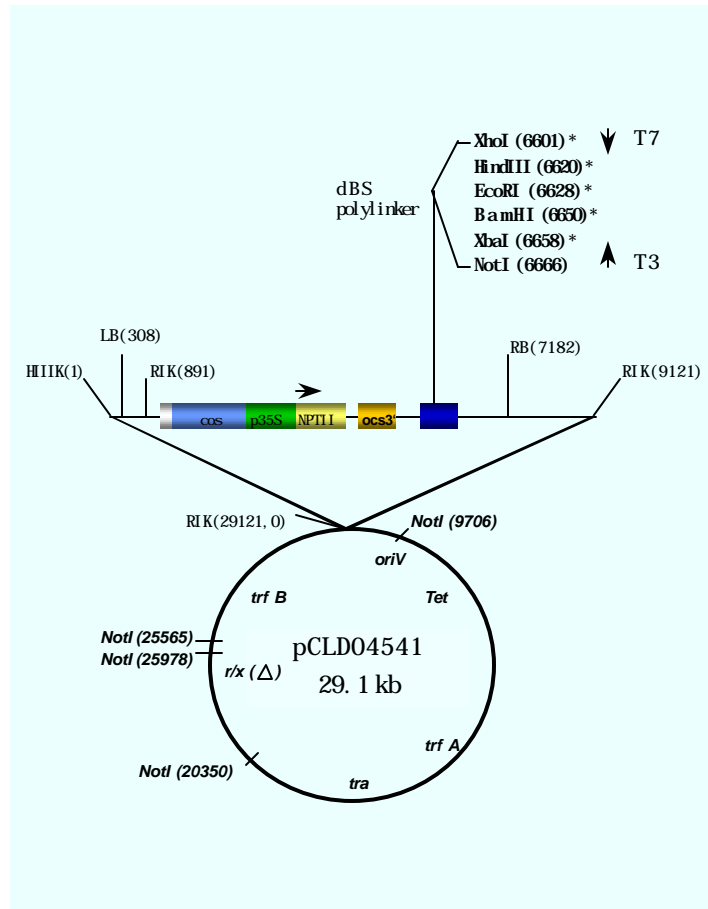 XhoI (6601) * T7
HindIII (6620) *
dBS
polylinker
EcoRI (6628) *
BamHI (6650) *
XbaI (6658) *
NotI (6666) T3
LB(308)
RB(7182)
HIIIK(1)
RIK(891)
RIK(9121)
cos
p35S
NPTII
ocs3'
RIK(29121,0)
NotI (9706)
oriV
trf B
Tet
NotI (25565)
NotI (25978)
pCLD04541
r/x (Δ)
29.1 kb
trf A
NotI (20350)
tra